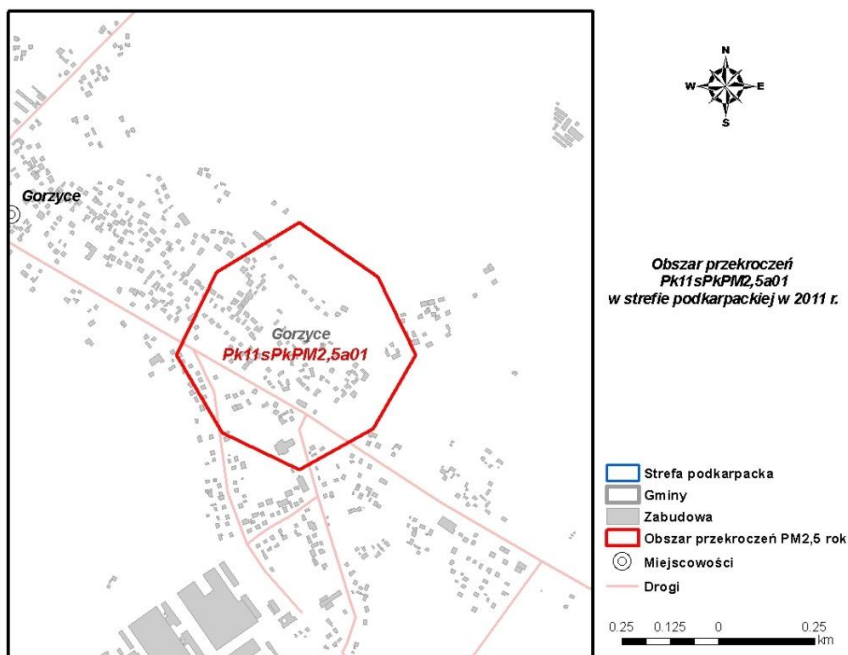 Gorzyce
Gorzyce
Pk11sPkPM2,5a01
N
W E
S
Obszar przekroczeń
Pk11sPkPM2,5a01
w strefie podkarpackiej w 2011 r.
Strefa podkarpacka
Gminy
Zabudowa
Obszar przekroczeń PM2,5 rok
Miejscowości
Drogi
0.25 0.125 0 0.25
km